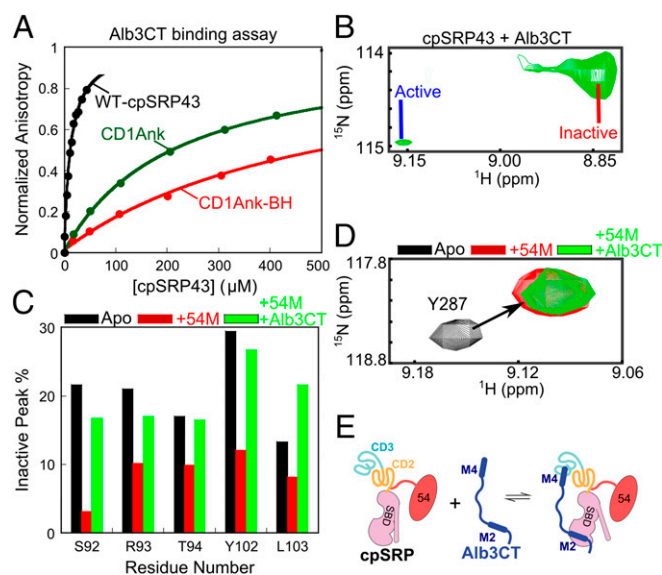 A
Alb3CT binding assay
Normalized Anisotropy
1
0.8
0.6
0.4
0.2
0
WT-cpSRP43
CD1Ank
CD1Ank-BH
0 100 200 300 400 500
[cpSRP43] (µM)
B
cpSRP43 + Alb3CT
15N (ppm)
114
115
Active
Inactive
9.15 9.00 8.85
1H (ppm)
C
Apo +54M +54M
+Alb3CT
Inactive Peak %
30
20
10
0
S92 R93 T94 Y102 L103
Residue Number
D
Apo +54M +54M
+Alb3CT
15N (ppm)
117.8
118.8
Y287
9.18 9.12 9.06
1H (ppm)
E
CD3
CD2
54
SBD
cpSRP
+
M4
M2
Alb3CT
CD3
M4
CD2
54
SBD
M2